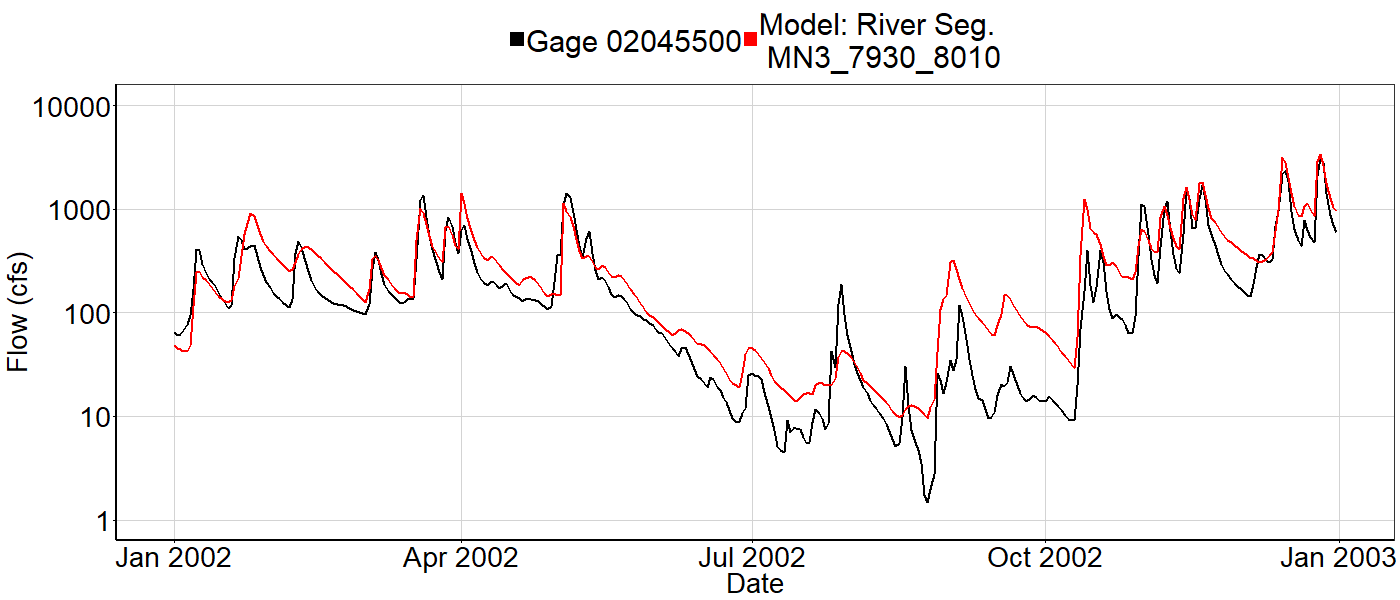 Gage 02045500
Model: River Seg.
MN3_7930_8010
Flow (cfs)
10000
1000
100
10
1
Jan 2002
Apr 2002
Jul 2002
Oct 2002
Jan 2003
Date